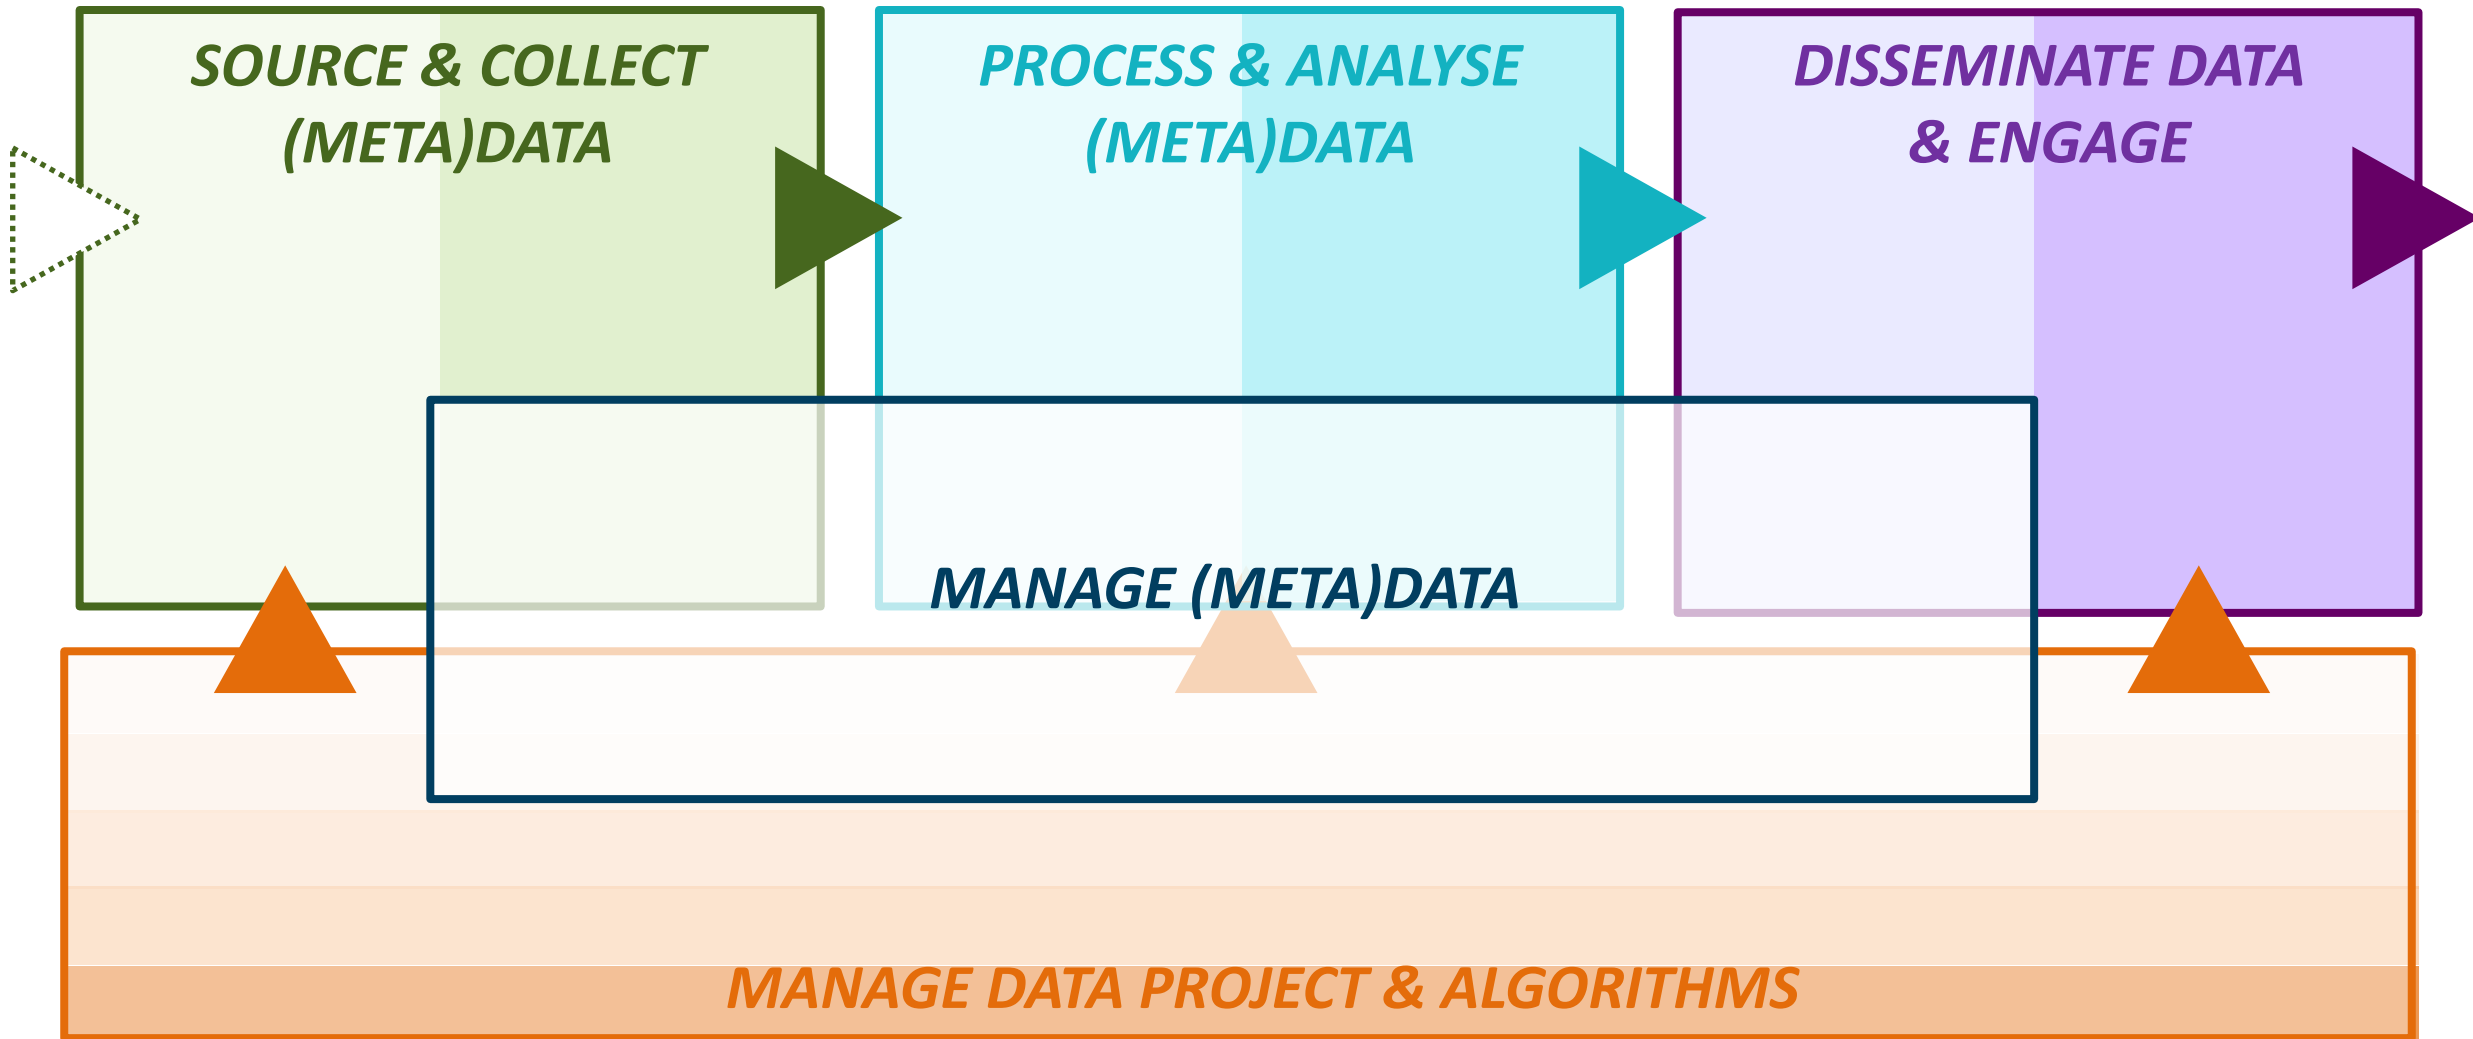 SOURCE & COLLECT
(META)DATA
PROCESS & ANALYSE
(META)DATA
DISSEMINATE DATA
& ENGAGE
MANAGE (META)DATA
MANAGE DATA PROJECT & ALGORITHMS